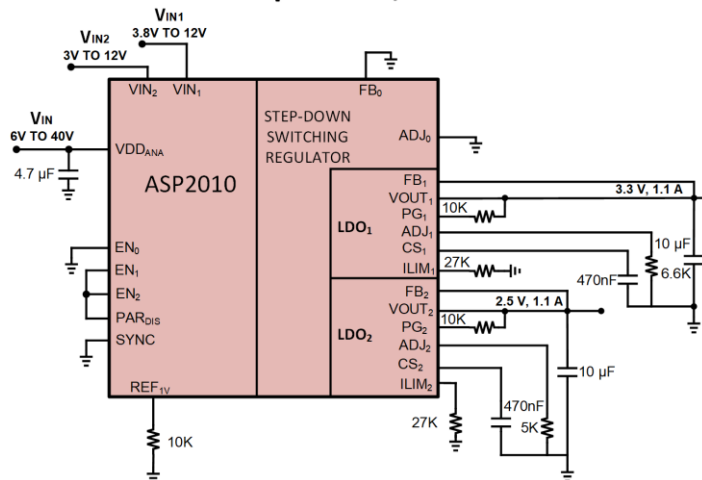 VIN1
3.8V TO 12V
VIN2
3V TO 12V
VIN
6V TO 40V
4.7 µF
VIN2
VIN1
FB0
VDDANA
ASP2010
STEP-DOWN
SWITCHING
REGULATOR
ADJ0
EN0
EN1
EN2
PARDIS
SYNC
REF1V
10K
LDO1
FB1
VOUT1
PG1
ADJ1
CS1
ILIM1
3.3 V, 1.1 A
10K
27K
10 µF
6.6K
470nF
LDO2
FB2
VOUT2
PG2
ADJ2
CS2
ILIM2
2.5 V, 1.1 A
10K
10 µF
27K
470nF
5K